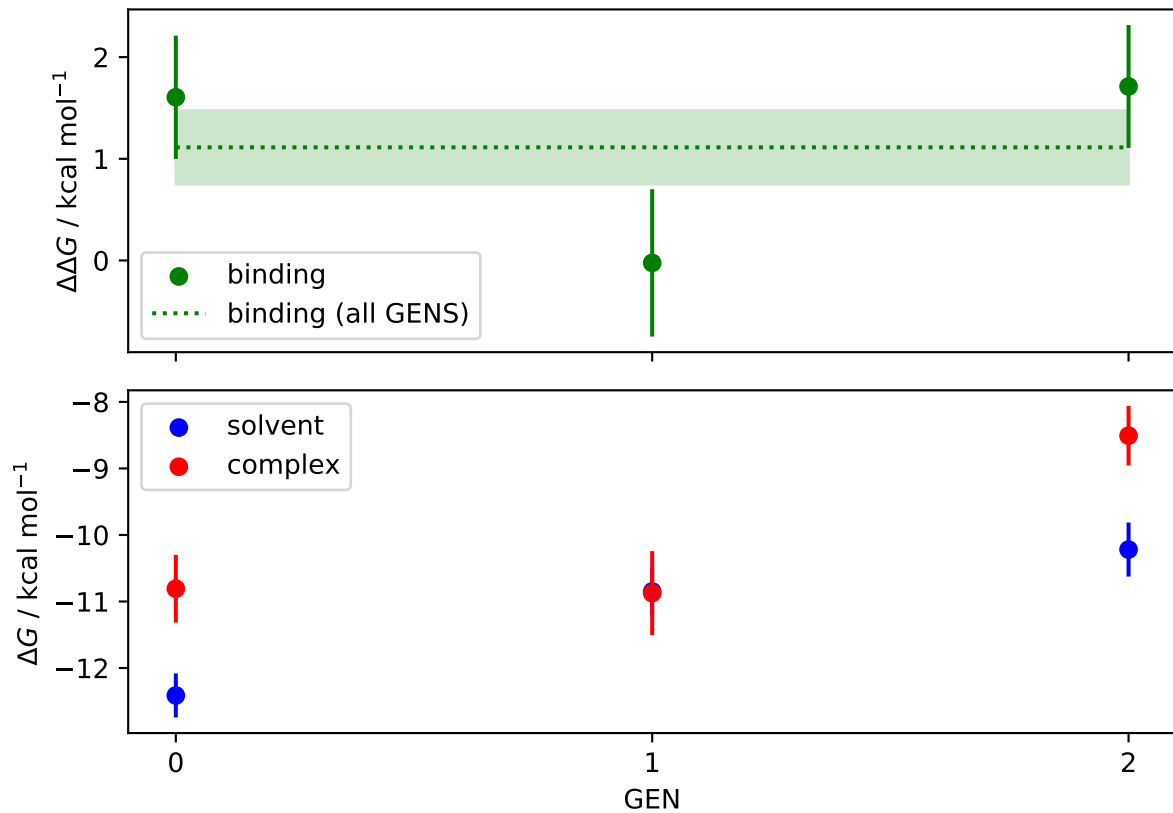 2
1
0
ΔΔG / kcal mol⁻¹
binding
binding (all GENS)
−8
−9
−10
−11
−12
ΔG / kcal mol⁻¹
solvent
complex
0 1 2
GEN